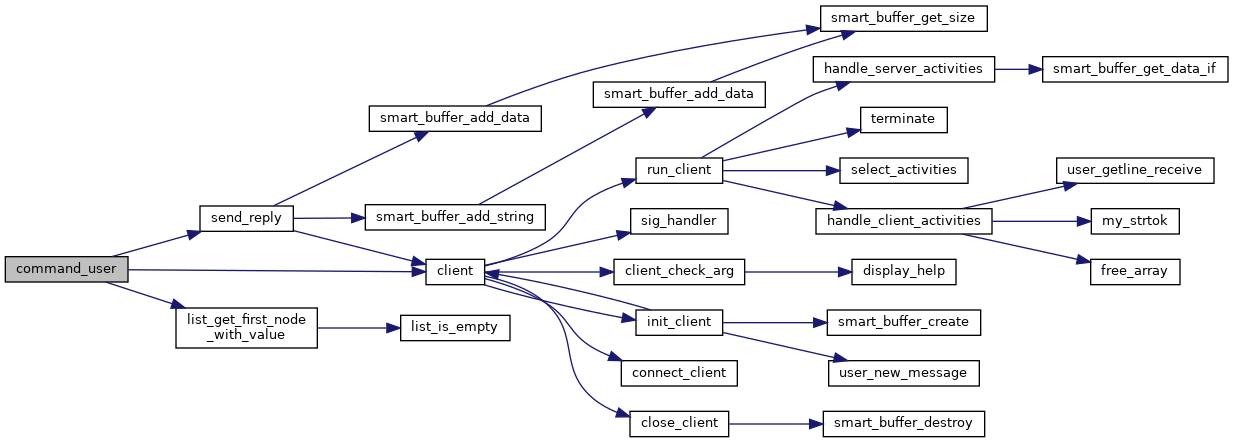 smart_buffer_get_size
handle_server_activities
smart_buffer_get_data_if
smart_buffer_add_data
smart_buffer_add_data
terminate
run_client
select_activities
user_getline_receive
send_reply
smart_buffer_add_string
sig_handler
handle_client_activities
my_strtok
command_user
client
client_check_arg
display_help
free_array
list_get_first_node
_with_value
list_is_empty
init_client
smart_buffer_create
connect_client
user_new_message
close_client
smart_buffer_destroy